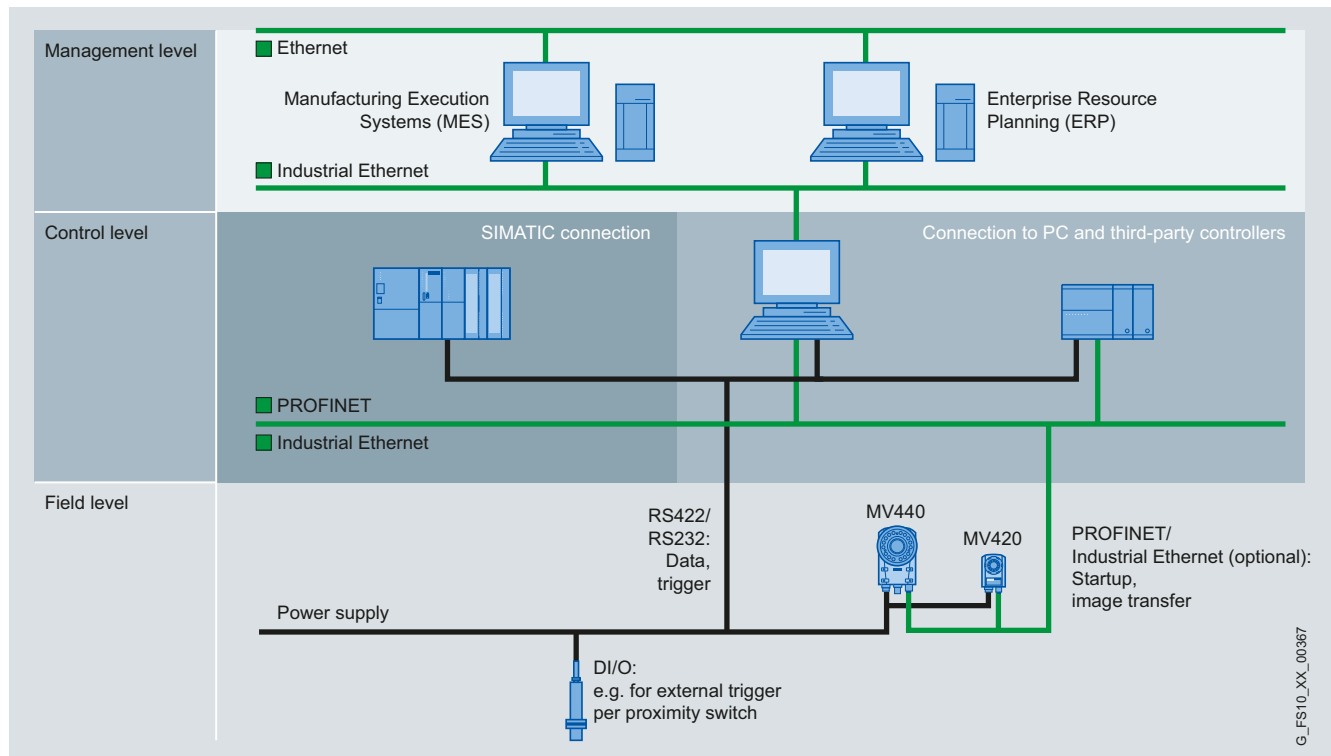 Management level
Ethernet
Manufacturing Execution
Systems (MES)
Enterprise Resource
Planning (ERP)
Industrial Ethernet
Control level
SIMATIC connection
Connection to PC and third-party controllers
PROFINET
Industrial Ethernet
Field level
RS422/
RS232:
Data,
trigger
MV440
MV420
PROFINET/
Industrial Ethernet (optional):
Startup,
image transfer
Power supply
DI/O:
e.g. for external trigger
per proximity switch
G_FS10_XX_00367